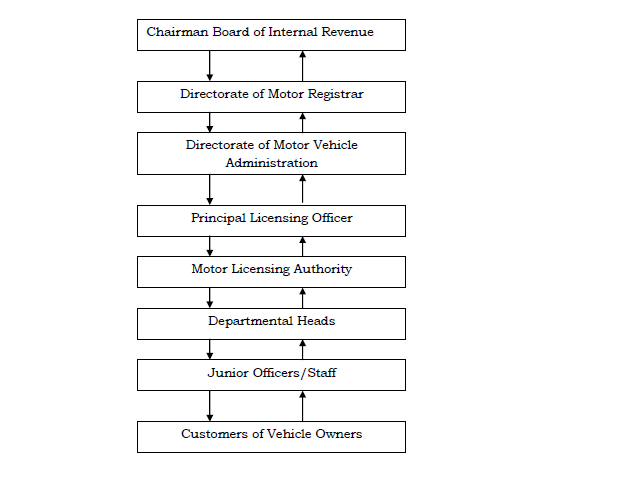 Chairman Board of Internal Revenue
Directorate of Motor Registrar
Directorate of Motor Vehicle
Administration
Principal Licensing Officer
Motor Licensing Authority
Departmental Heads
Junior Officers/Staff
Customers of Vehicle Owners